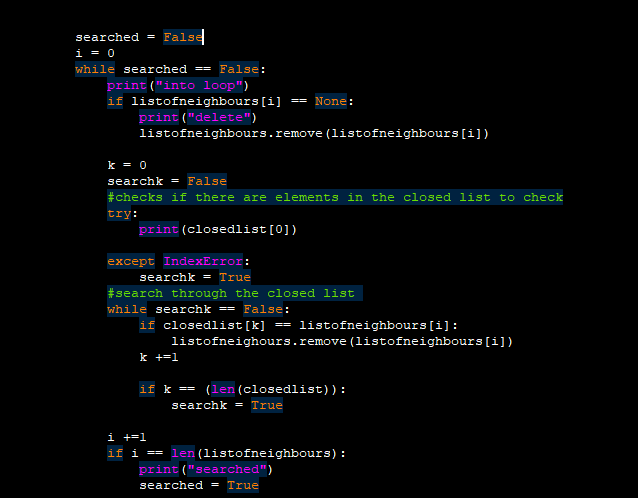 searched = False
i = 0
while searched == False:
    print("into loop")
    if listofneighbours[i] == None:
        print("delete")
        listofneighbours.remove(listofneighbours[i])
    k = 0
    searchk = False
    #checks if there are elements in the closed list to check
    try:
        print(closedlist[0])
    except IndexError:
        searchk = True
    #search through the closed list
    while searchk == False:
        if closedlist[k] == listofneighbours[i]:
            listofneighours.remove(listofneighbours[i])
        k +=1
        if k == (len(closedlist)):
            searchk = True
    i +=1
    if i == len(listofneighbours):
        print("searched")
        searched = True